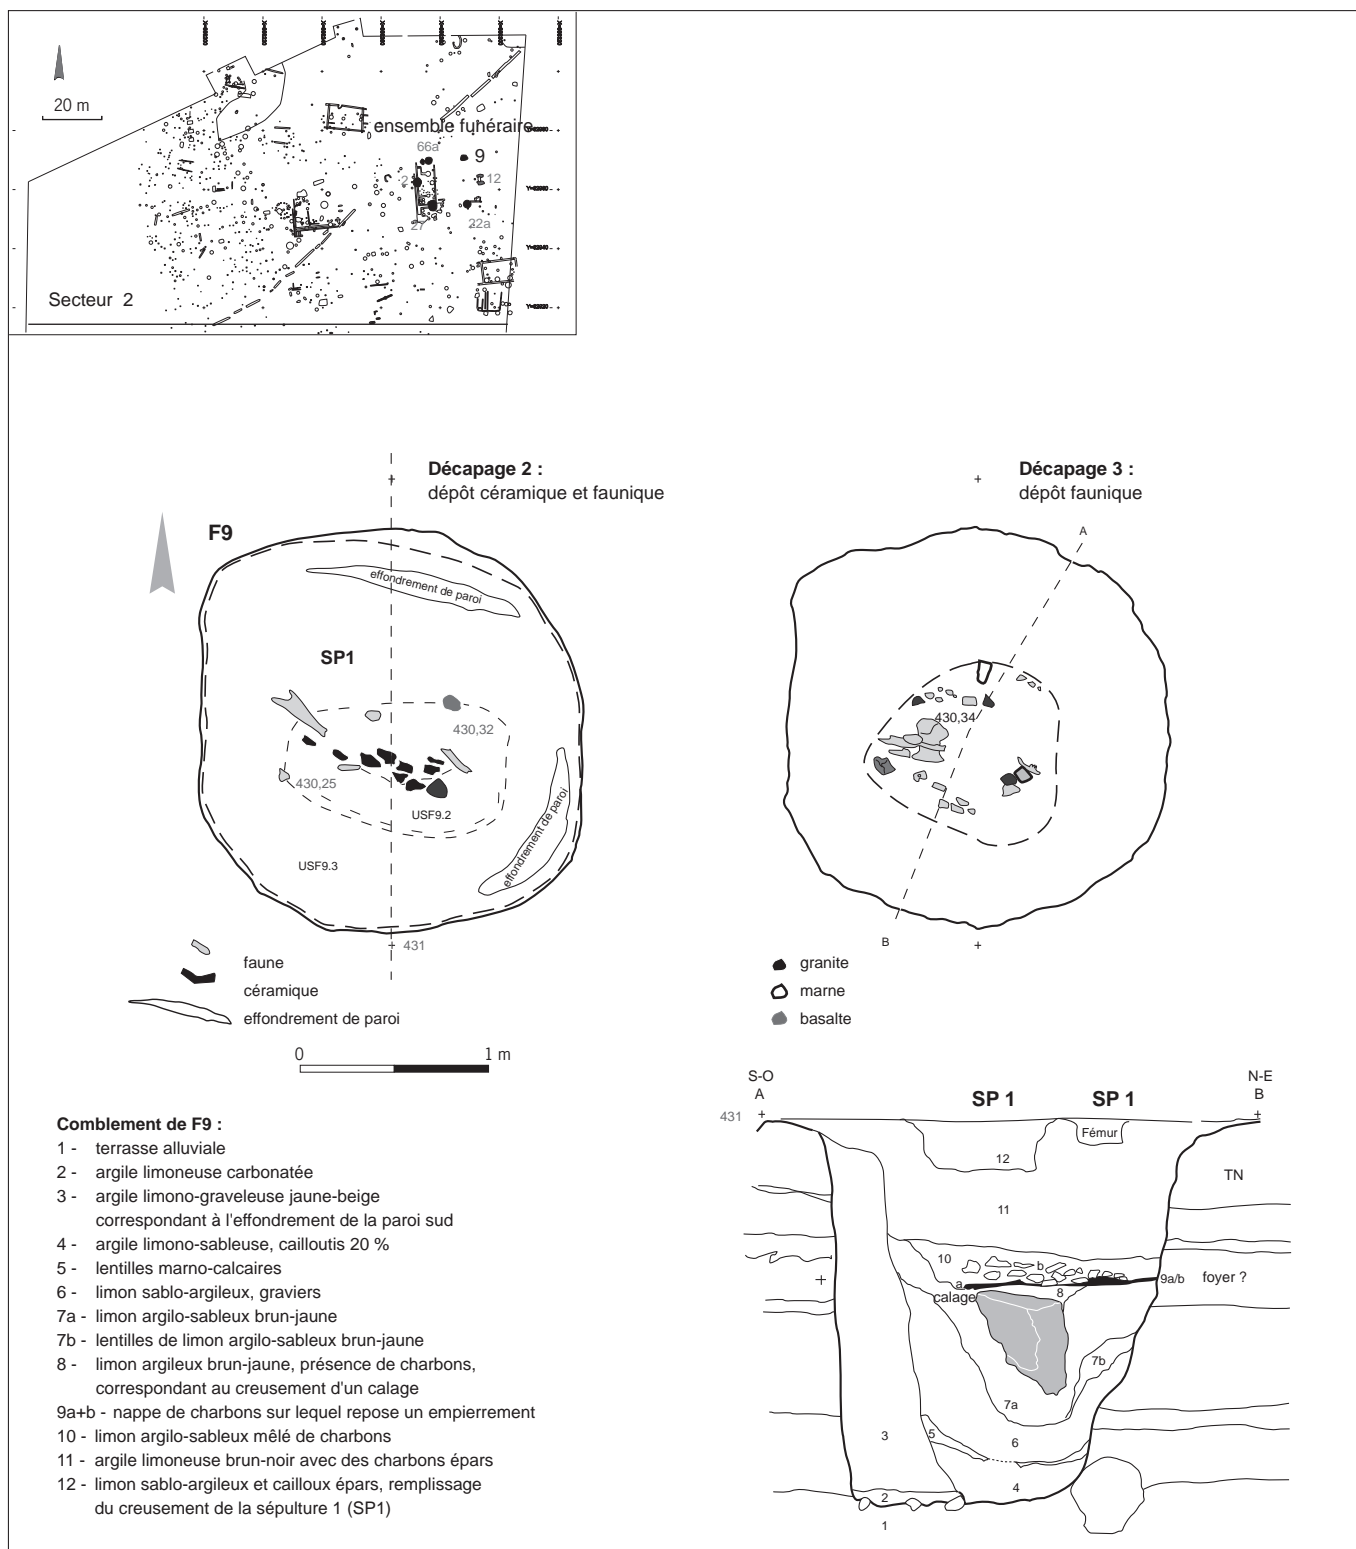 20 m
ensemble funéraire
66a
9
2
12
27
22a
Y=62940
Y=62920
Secteur 2
Décapage 2 :
dépôt céramique et faunique
Décapage 3 :
dépôt faunique
F9
A
effondrement de paroi
SP1
430,32
430,34
430,25
USF9.2
effondrement de paroi
USF9.3
431
B
faune
céramique
effondrement de paroi
granite
marne
basalte
0 1 m
S-O
A
N-E
B
SP 1 SP 1
431
Fémur
12
TN
11
10
b
a
9a/b foyer ?
calage
8
7b
7a
3
5
6
4
2
1
Comblement de F9 :
1 - terrasse alluviale
2 - argile limoneuse carbonatée
3 - argile limono-graveleuse jaune-beige
correspondant à l'effondrement de la paroi sud
4 - argile limono-sableuse, cailloutis 20 %
5 - lentilles marno-calcaires
6 - limon sablo-argileux, graviers
7a - limon argilo-sableux brun-jaune
7b - lentilles de limon argilo-sableux brun-jaune
8 - limon argileux brun-jaune, présence de charbons,
correspondant au creusement d'un calage
9a+b - nappe de charbons sur lequel repose un empierrement
10 - limon argilo-sableux mêlé de charbons
11 - argile limoneuse brun-noir avec des charbons épars
12 - limon sablo-argileux et cailloux épars, remplissage
du creusement de la sépulture 1 (SP1)